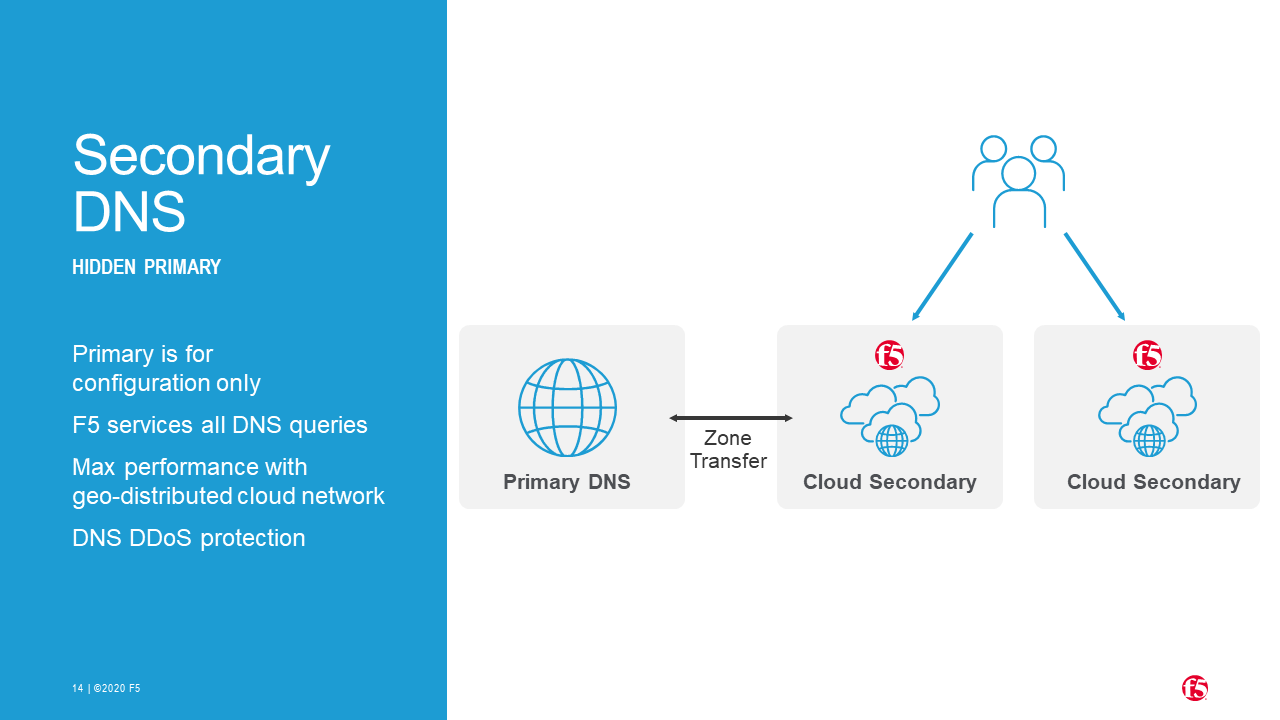 Secondary
DNS
HIDDEN PRIMARY
Primary is for
configuration only
F5 services all DNS queries
Max performance with
geo-distributed cloud network
DNS DDoS protection
14 | ©2020 F5
Primary DNS
Zone
Transfer
f5
Cloud Secondary
f5
Cloud Secondary
f5